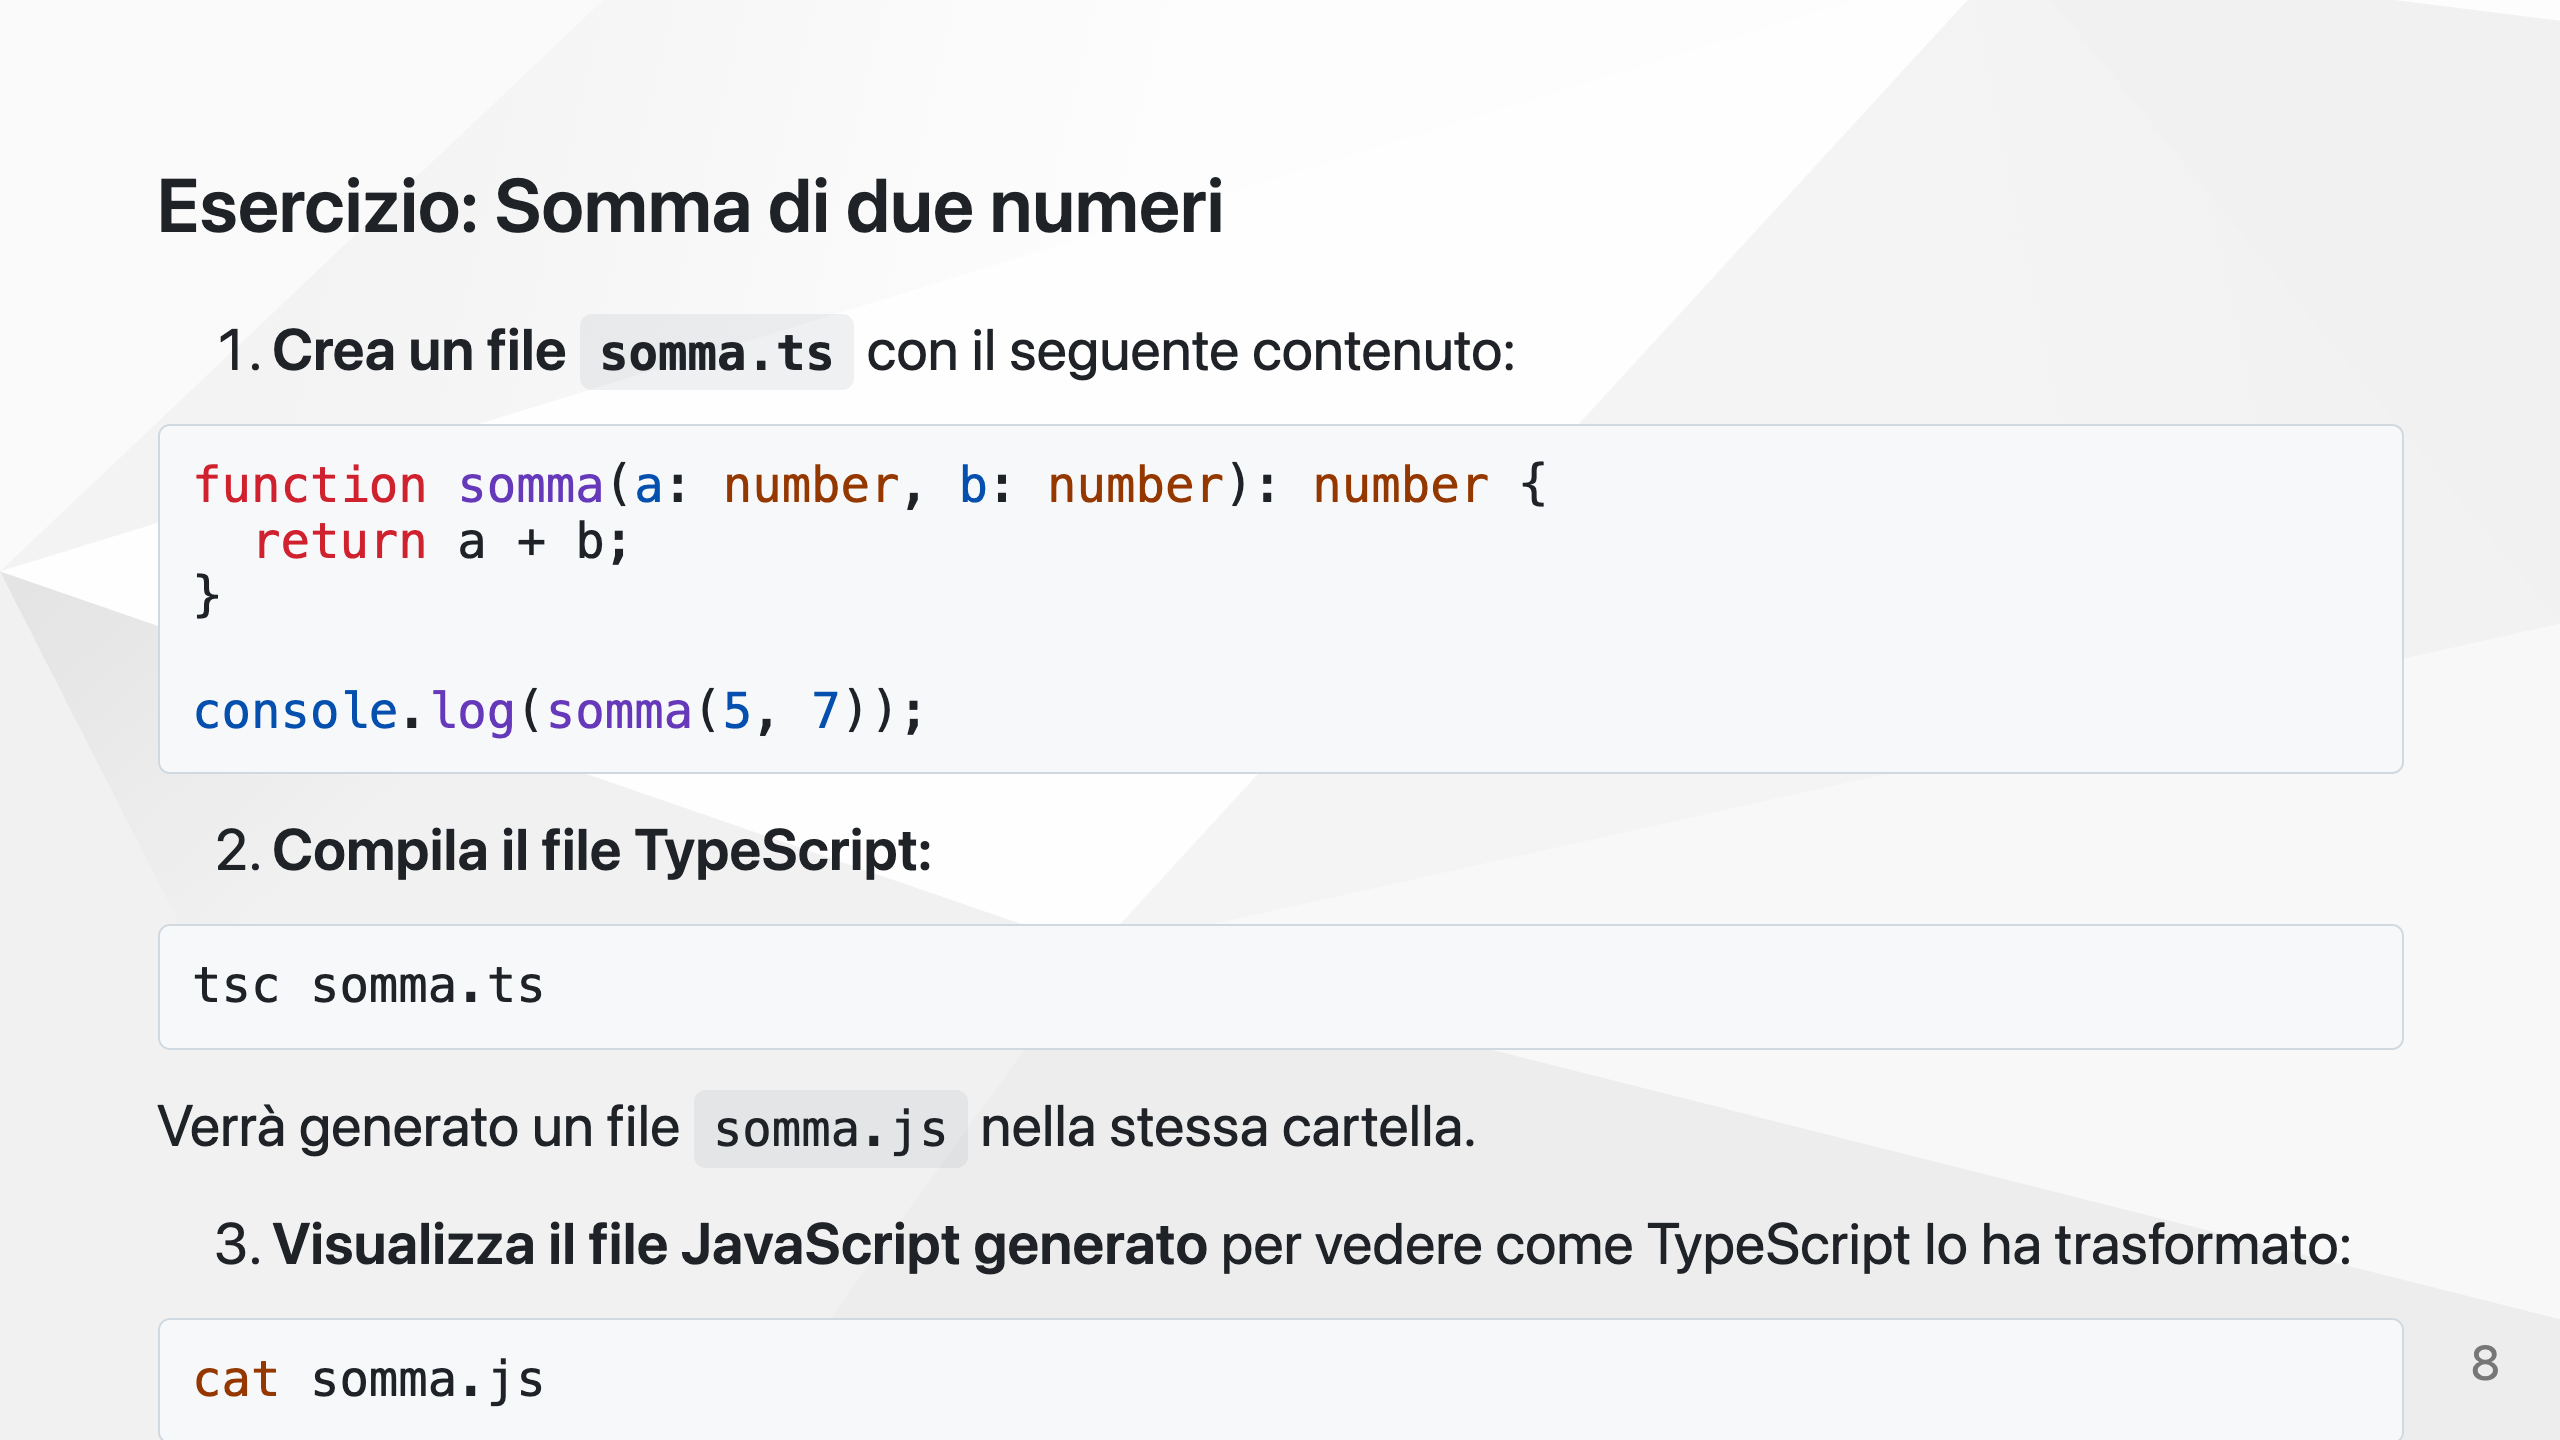 Esercizio: Somma di due numeri
1. Crea un file somma.ts con il seguente contenuto:
function somma(a: number, b: number): number {
  return a + b;
}
console.log(somma(5, 7));
2. Compila il file TypeScript:
tsc somma.ts
Verrà generato un file somma.js nella stessa cartella.
3. Visualizza il file JavaScript generato per vedere come TypeScript lo ha trasformato:
cat somma.js
8